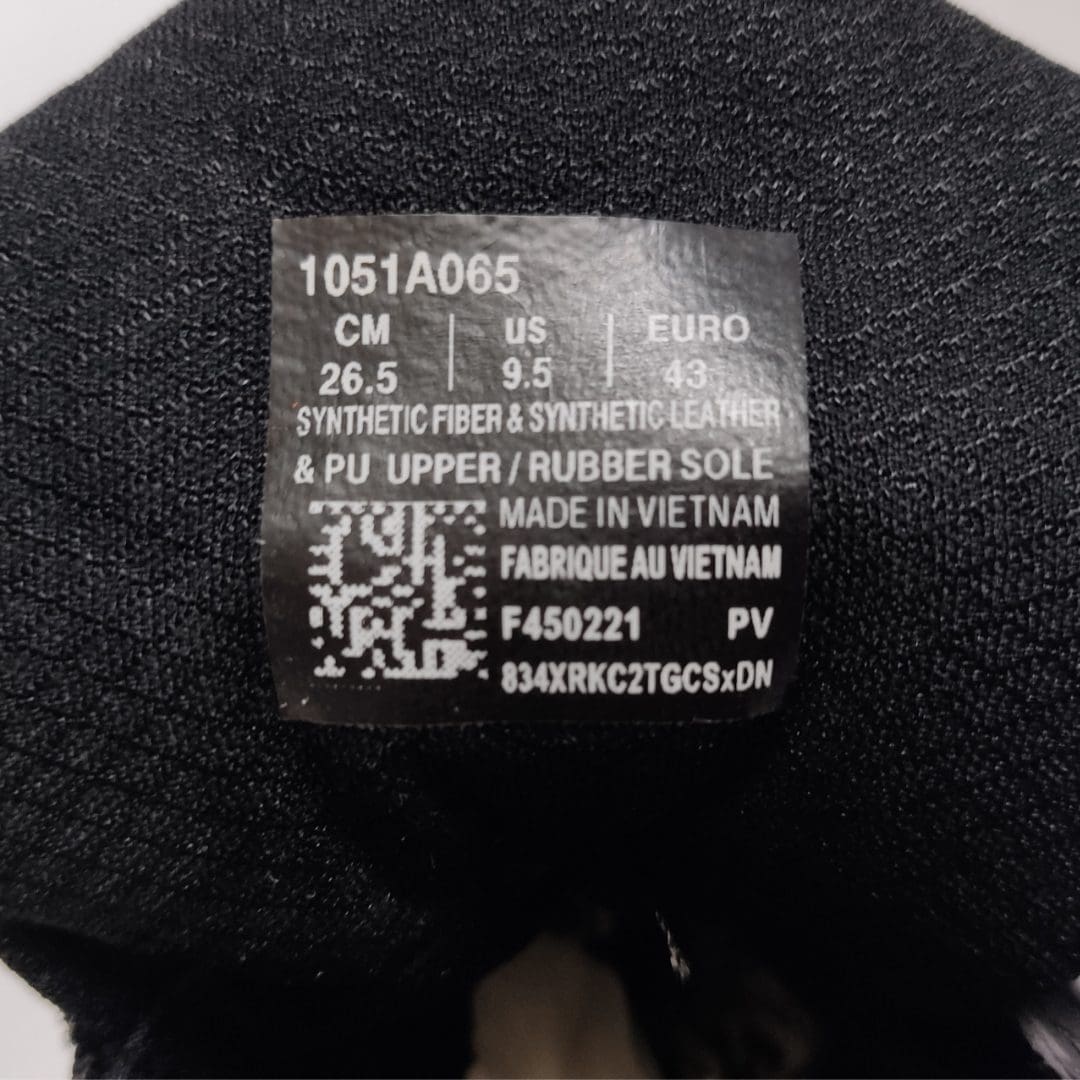 1051A065
CM | US | EURO
26.5 | 9.5 | 43
SYNTHETIC FIBER & SYNTHETIC LEATHER
& PU UPPER / RUBBER SOLE
MADE IN VIETNAM
FABRIQUE AU VIETNAM
F450221 PV
834XRKC2TGCSxDN